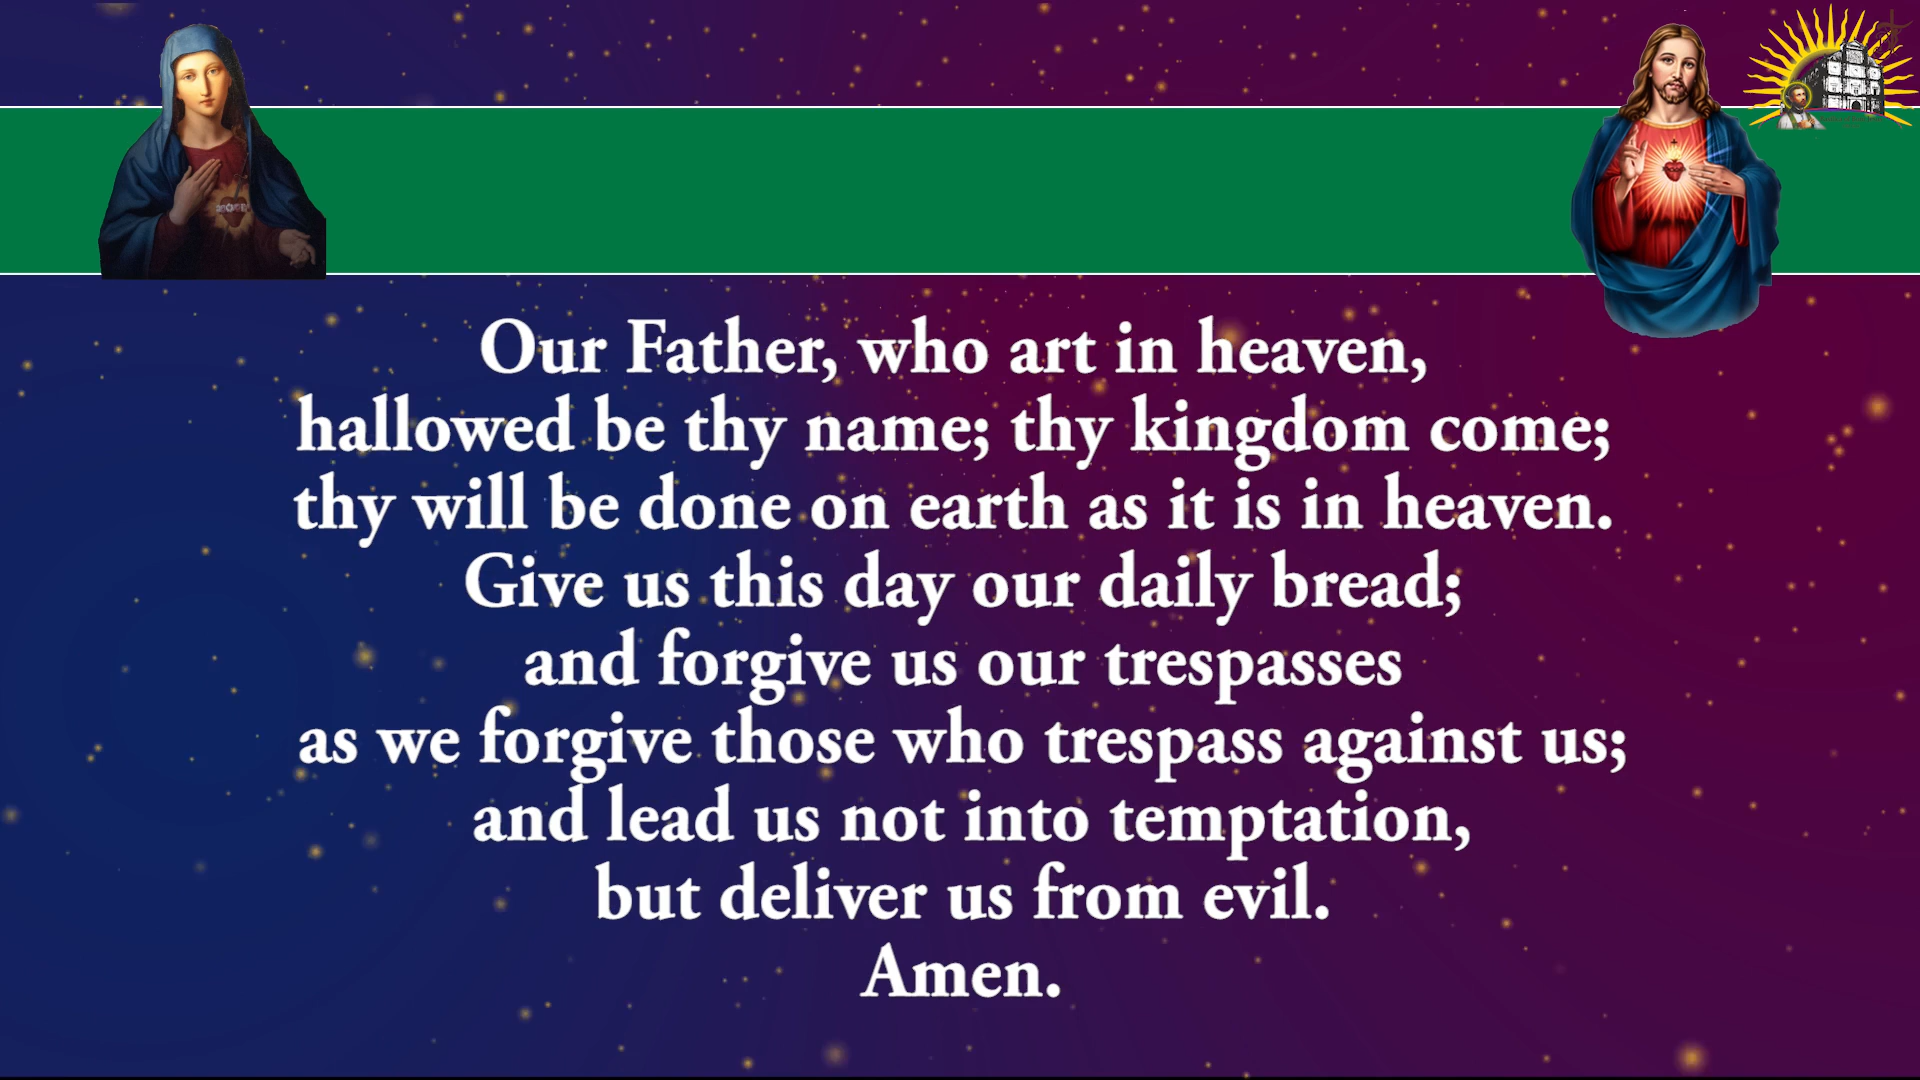 Our Father, who art in heaven,
hallowed be thy name; thy kingdom come;
thy will be done on earth as it is in heaven.
Give us this day our daily bread;
and forgive us our trespasses
as we forgive those who trespass against us;
and lead us not into temptation,
but deliver us from evil.
Amen.